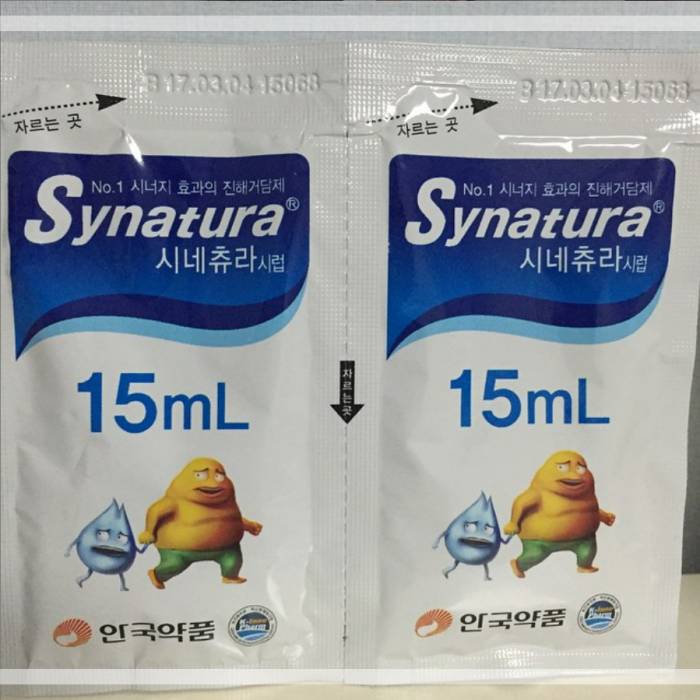 B 17.03.04 15068
자르는 곳
No.1 시너지 효과의 진해거담제
Synatura®
시네츄라시럽
15mL
안국약품
자르는곳
B 17.03.04 15068
자르는 곳
No.1 시너지 효과의 진해거담제
Synatura®
시네츄라시럽
15mL
안국약품